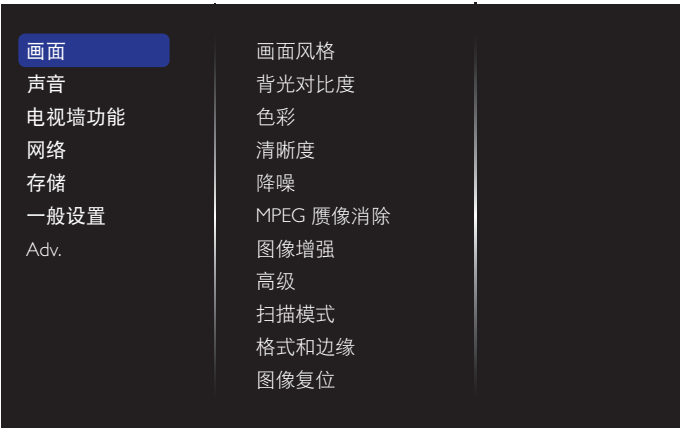 画面
声音
电视墙功能
网络
存储
一般设置
Adv.
画面风格
背光对比度
色彩
清晰度
降噪
MPEG 赝像消除
图像增强
高级
扫描模式
格式和边缘
图像复位